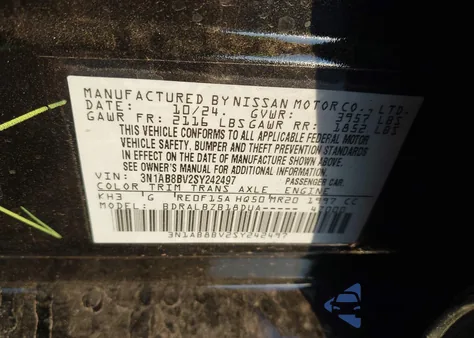 MANUFACTURED BY NISSAN MOTOR CO., LTD.
DATE: 10/24 GVWR: 3957 LBS
GAWR FR: 2116 LBS GAWR RR: 1852 LBS
THIS VEHICLE CONFORMS TO ALL APPLICABLE FEDERAL MOTOR
VEHICLE SAFETY, BUMPER, AND THEFT PREVENTION STANDARDS
IN EFFECT ON THE DATE OF MANUFACTURE SHOWN ABOVE.
SEE OWNER'S MANUAL FOR ADDITIONAL INFORMATION.
VIN: 3N1AB8BV2SY242497 PASSENGER CAR
COLOR TRIM TRANS AXLE ENGINE
KH3 G RE0F15A HQ50 MR20 1997 CC
MODEL: BDRALBZB18DUA-----
3N1AB8BV2SY242497